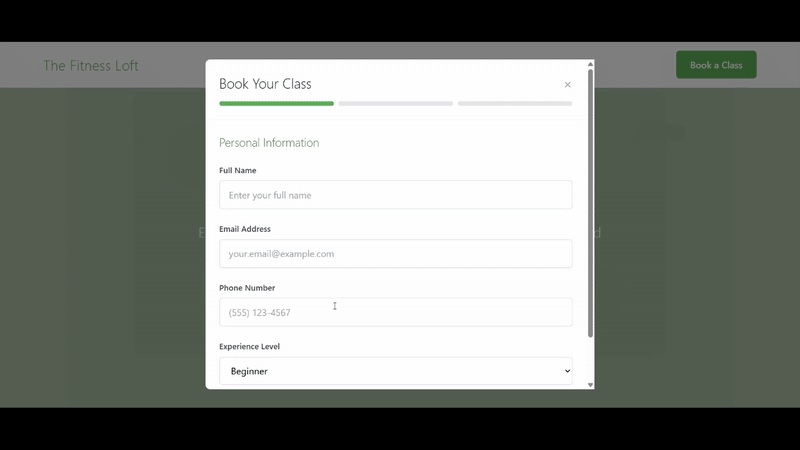 The Fitness Loft
Book a Class
Book Your Class
×
Personal Information
Full Name
Enter your full name
Email Address
your.email@example.com
Phone Number
(555) 123-4567
Experience Level
Beginner